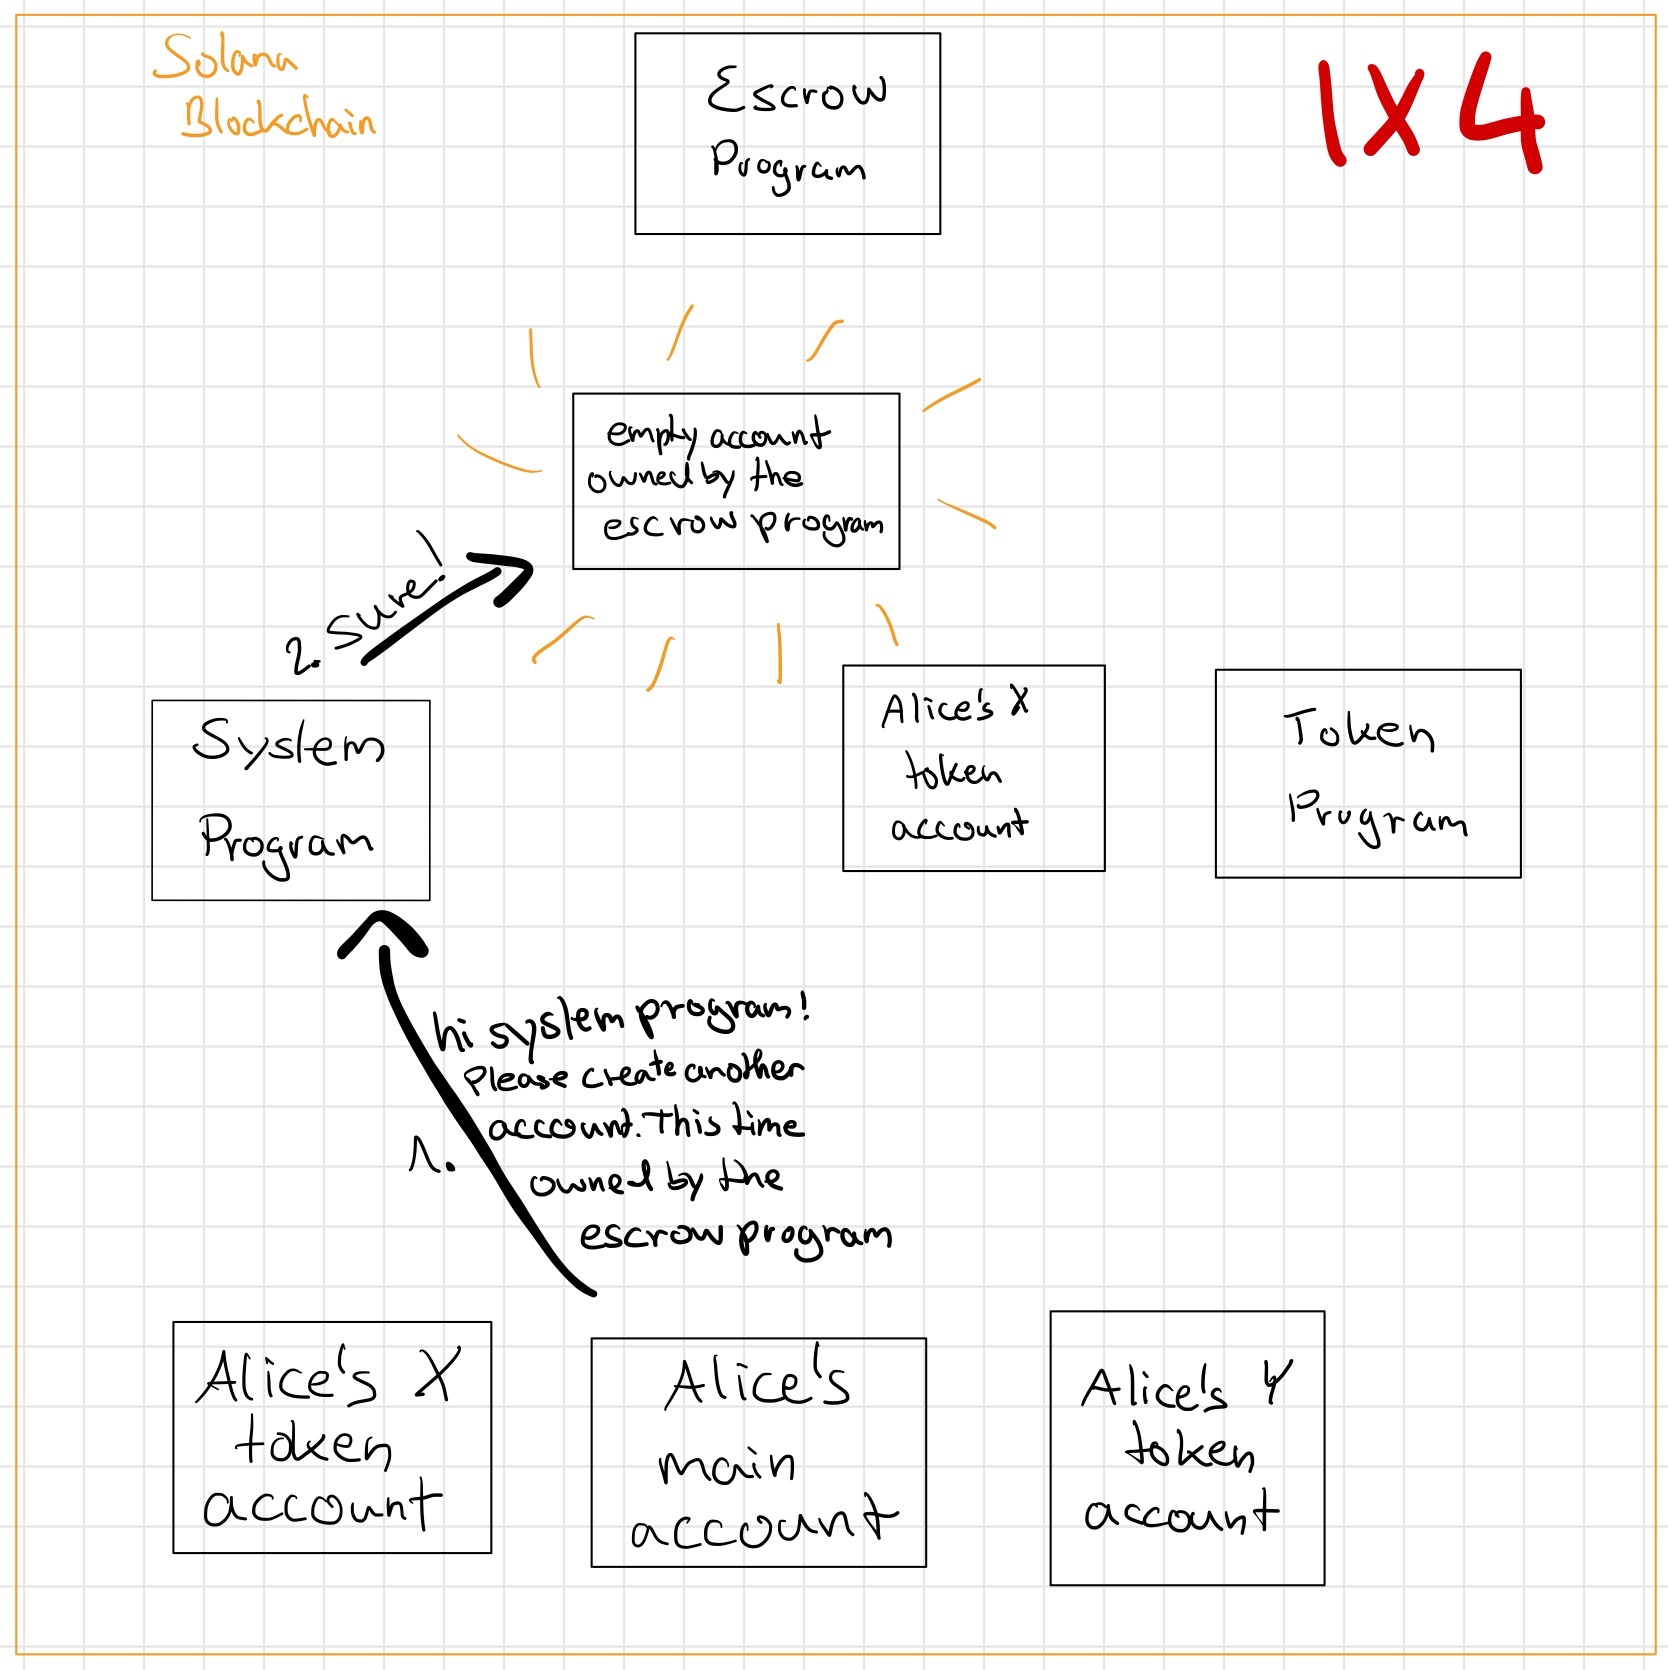 Solana
Blockchain
Escrow
Program
1X4
empty account
owned by the
escrow program
2. sure!
System
Program
Alice's X
token
account
Token
Program
1.
hi system program!
Please create another
acccount. This time
owned by the
escrow program
Alice's X
token
account
Alice's
main
account
Alice's Y
token
account